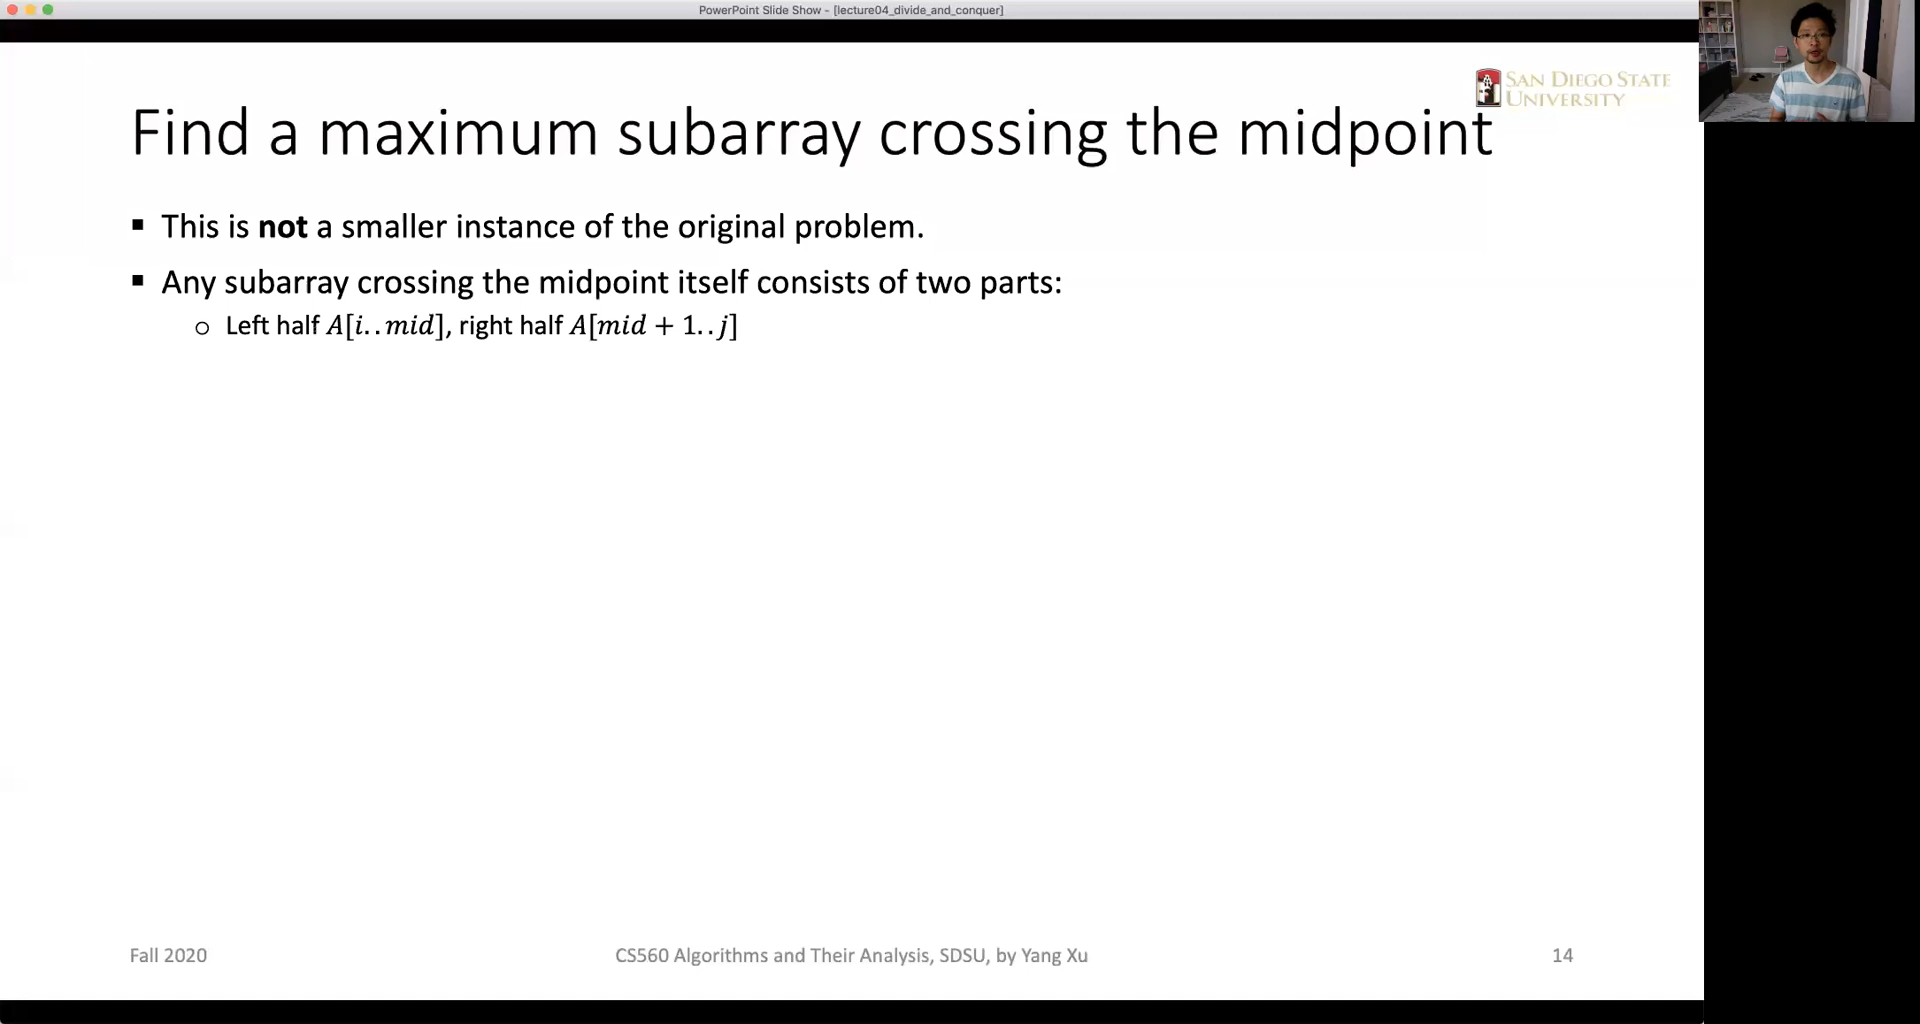 PowerPoint Slide Show - [lecture04_divide_and_conquer]
SAN DIEGO STATE
UNIVERSITY
Find a maximum subarray crossing the midpoint
▪ This is not a smaller instance of the original problem.
▪ Any subarray crossing the midpoint itself consists of two parts:
○ Left half A[i..mid], right half A[mid + 1..j]
Fall 2020
CS560 Algorithms and Their Analysis, SDSU, by Yang Xu
14